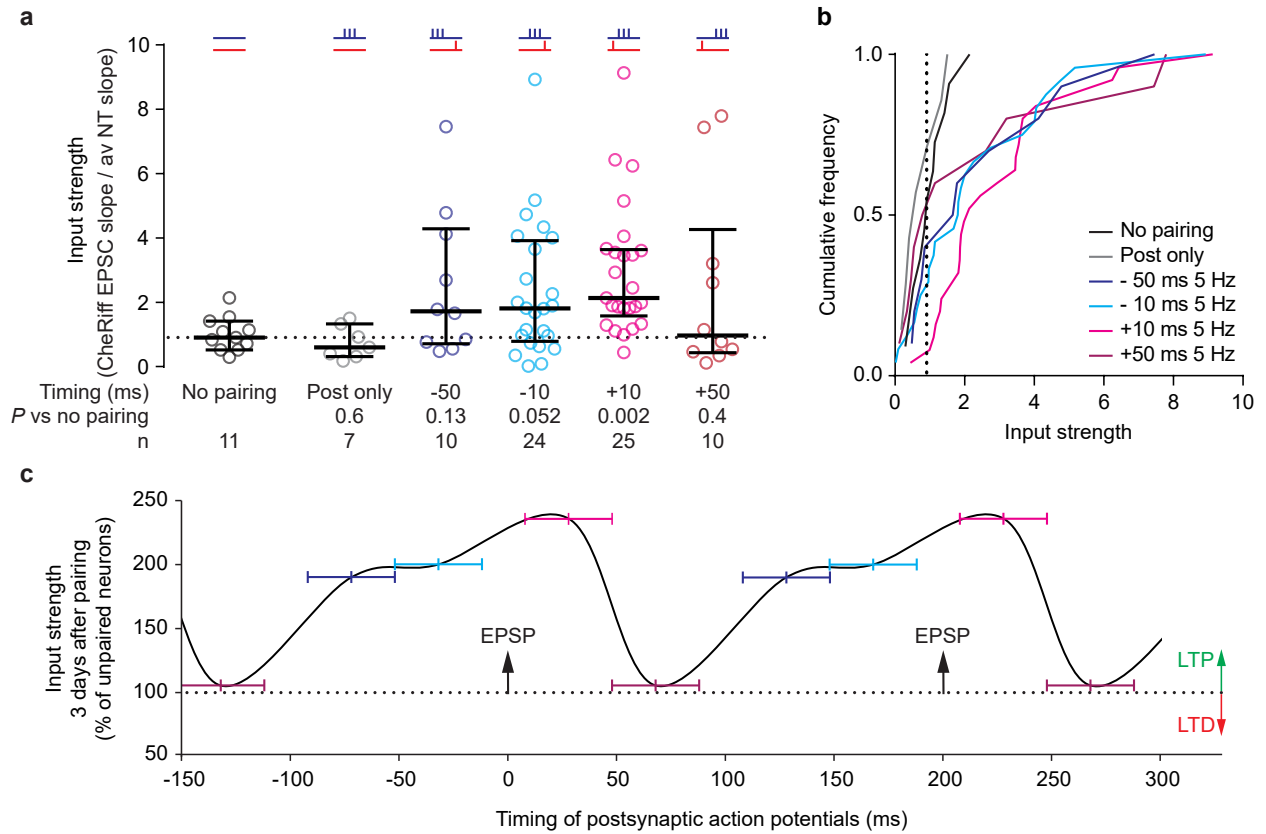 a
Input strength
(CheRiff EPSC slope / av NT slope)
10
8
6
4
2
0
Timing (ms) No pairing Post only -50 -10 +10 +50
P vs no pairing 0.6 0.13 0.052 0.002 0.4
n 11 7 10 24 25 10
b
Cumulative frequency
1.0
0.5
0.0
No pairing
Post only
- 50 ms 5 Hz
- 10 ms 5 Hz
+10 ms 5 Hz
+50 ms 5 Hz
0 2 4 6 8 10
Input strength
c
Input strength
3 days after pairing
(% of unpaired neurons)
250
200
150
100
50
EPSP EPSP
LTP
LTD
-150 -100 -50 0 50 100 150 200 250 300
Timing of postsynaptic action potentials (ms)